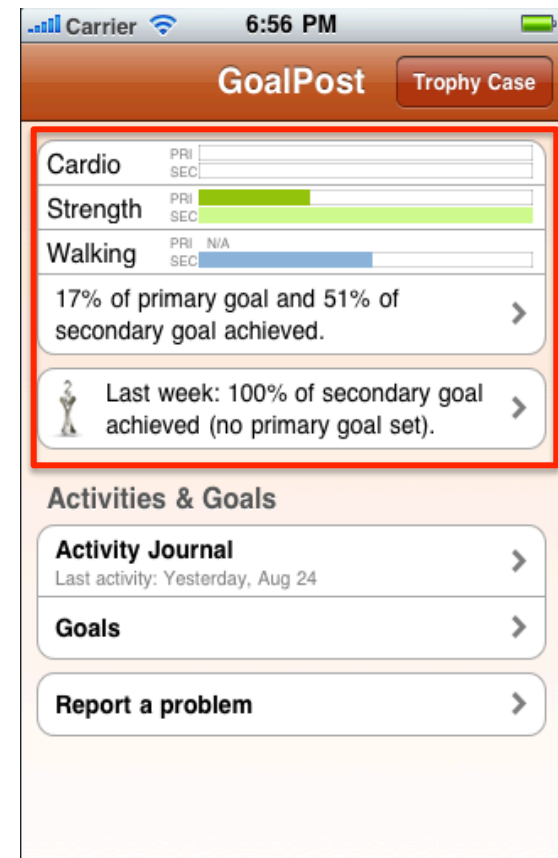 Carrier 6:56 PM
GoalPost Trophy Case
Cardio PRI
SEC
Strength PRI
SEC
Walking PRI N/A
SEC
17% of primary goal and 51% of
secondary goal achieved.
Last week: 100% of secondary goal
achieved (no primary goal set).
Activities & Goals
Activity Journal
Last activity: Yesterday, Aug 24
Goals
Report a problem